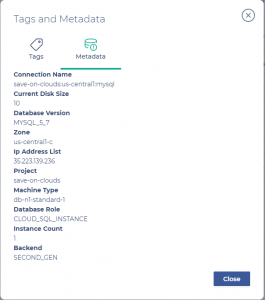 Tags and Metadata
Tags Metadata
Connection Name
save-on-clouds:us-central1:mysql
Current Disk Size
10
Database Version
MYSQL_5_7
Zone
us-central1-c
Ip Address List
35.223.139.236
Project
save-on-clouds
Machine Type
db-n1-standard-1
Database Role
CLOUD_SQL_INSTANCE
Instance Count
1
Backend
SECOND_GEN
Close